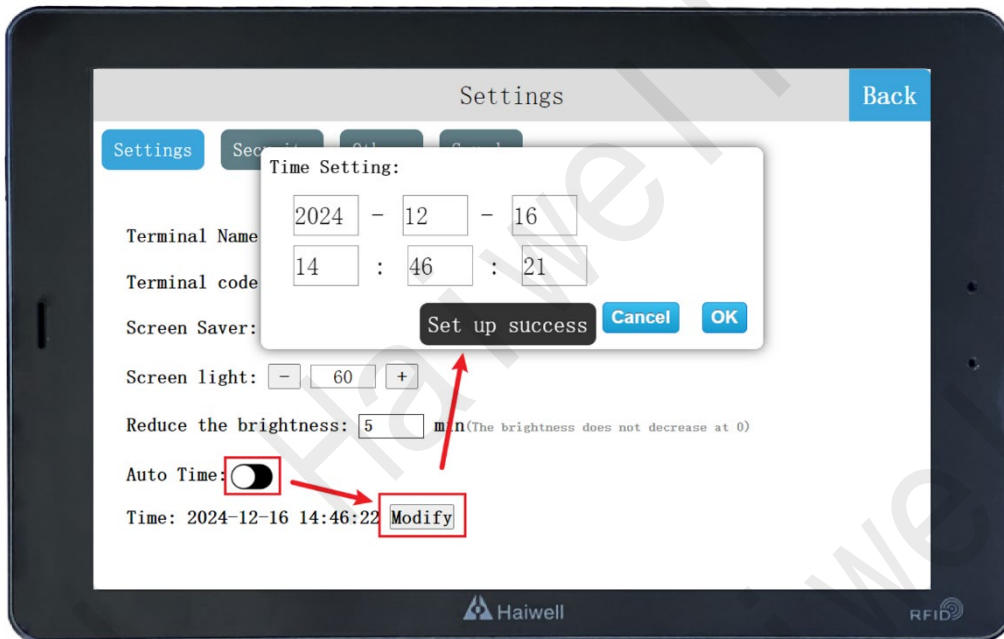 Settings
Back
Settings
Time Setting:
2024 - 12 - 16
14 : 46 : 21
Set up success
Cancel
OK
Terminal Name
Terminal code
Screen Saver:
Screen light: - 60 +
Reduce the brightness: 5 min(The brightness does not decrease at 0)
Auto Time:
Time: 2024-12-16 14:46:22 Modify
Haiwell
RFID
Haiwell